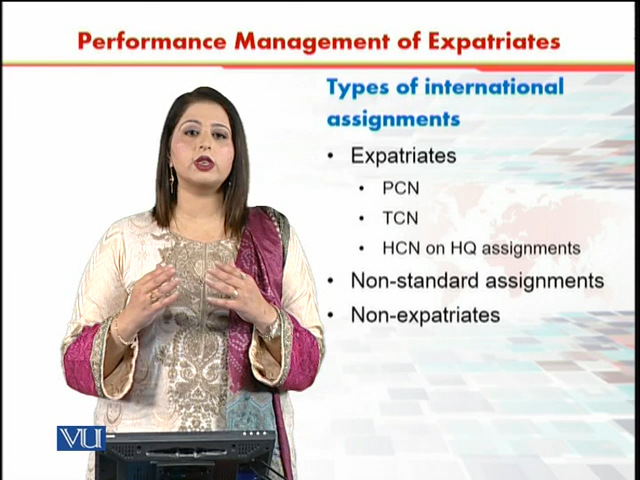 Performance Management of Expatriates
Types of international
assignments
• Expatriates
• PCN
• TCN
• HCN on HQ assignments
• Non-standard assignments
• Non-expatriates
VU